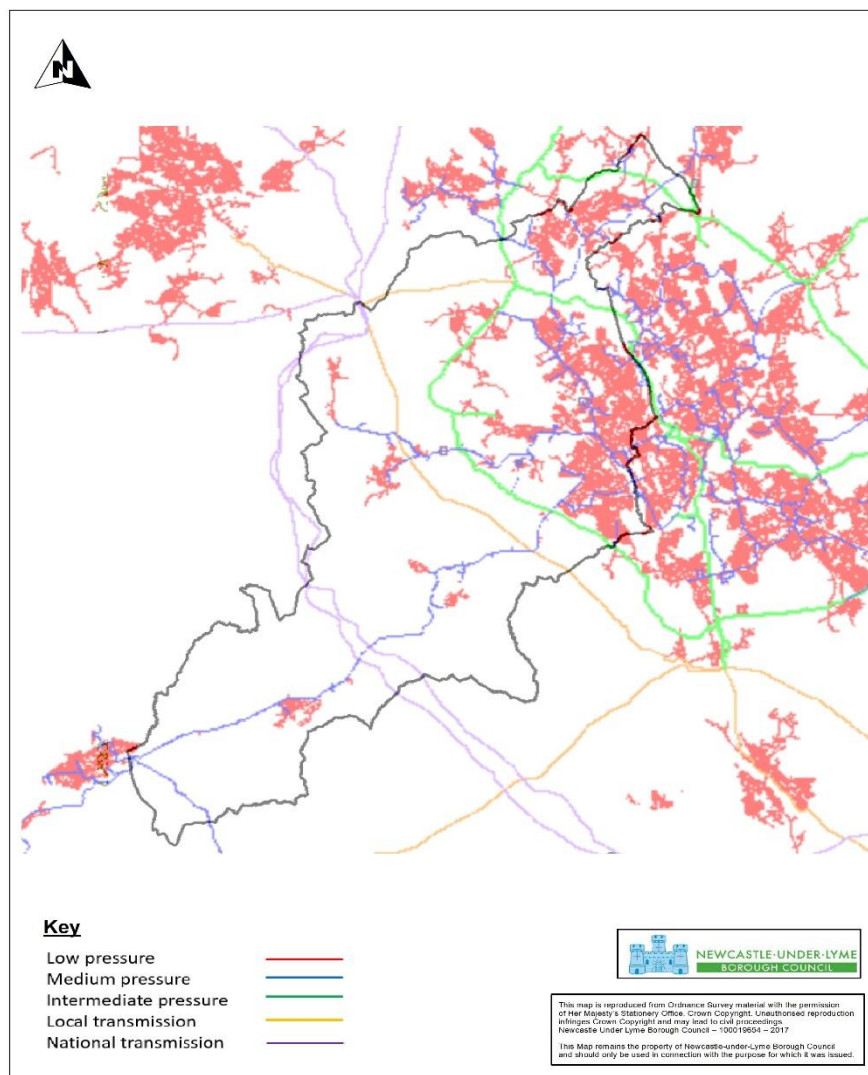 N
Key
Low pressure
Medium pressure
Intermediate pressure
Local transmission
National transmission
NEWCASTLE·UNDER·LYME
BOROUGH COUNCIL
This map is reproduced from Ordnance Survey material with the permission
of Her Majesty's Stationery Office. Crown Copyright. Unauthorised reproduction
infringes Crown Copyright and may lead to civil proceedings
Newcastle Under Lyme Borough Council – 100019654 – 2017
This Map remains the property of Newcastle-under-Lyme Borough Council
and should only be used in connection with the purpose for which it was issued.